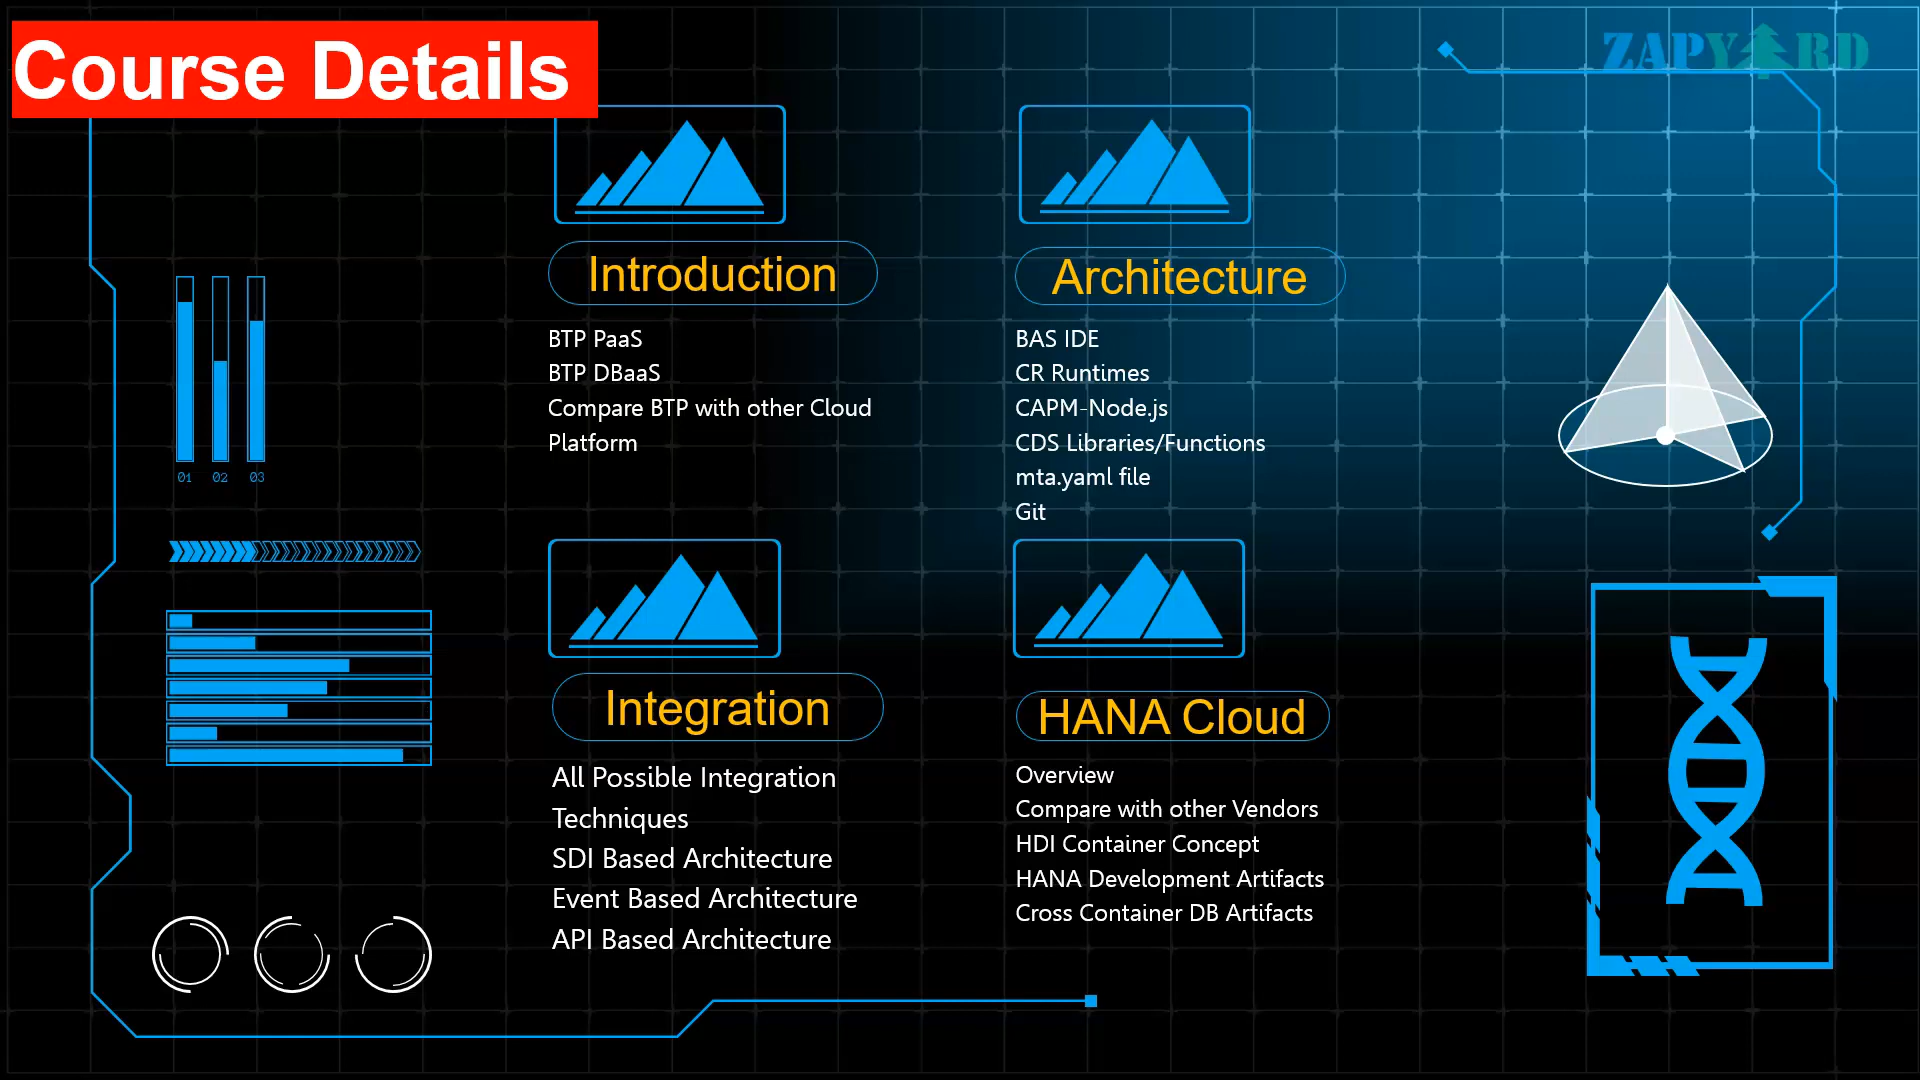 Course Details
ZAPYARD
Introduction
BTP PaaS
BTP DBaaS
Compare BTP with other Cloud
Platform
Architecture
BAS IDE
CR Runtimes
CAPM-Node.js
CDS Libraries/Functions
mta.yaml file
Git
01 02 03
Integration
All Possible Integration
Techniques
SDI Based Architecture
Event Based Architecture
API Based Architecture
HANA Cloud
Overview
Compare with other Vendors
HDI Container Concept
HANA Development Artifacts
Cross Container DB Artifacts